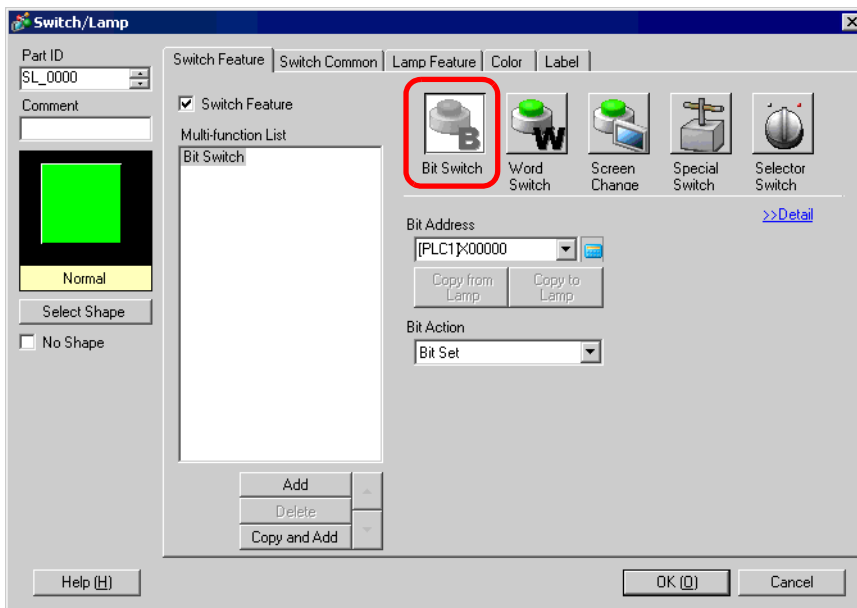 Switch/Lamp
Part ID
SL_0000
Comment
Normal
Select Shape
No Shape
Switch Feature
Switch Common
Lamp Feature
Color
Label
Switch Feature
Multi-function List
Bit Switch
Add
Delete
Copy and Add
B
Bit Switch
W
Word
Switch
Screen
Change
Special
Switch
Selector
Switch
>>Detail
Bit Address
[PLC1]X00000
Copy from
Lamp
Copy to
Lamp
Bit Action
Bit Set
Help (H)
OK (O)
Cancel